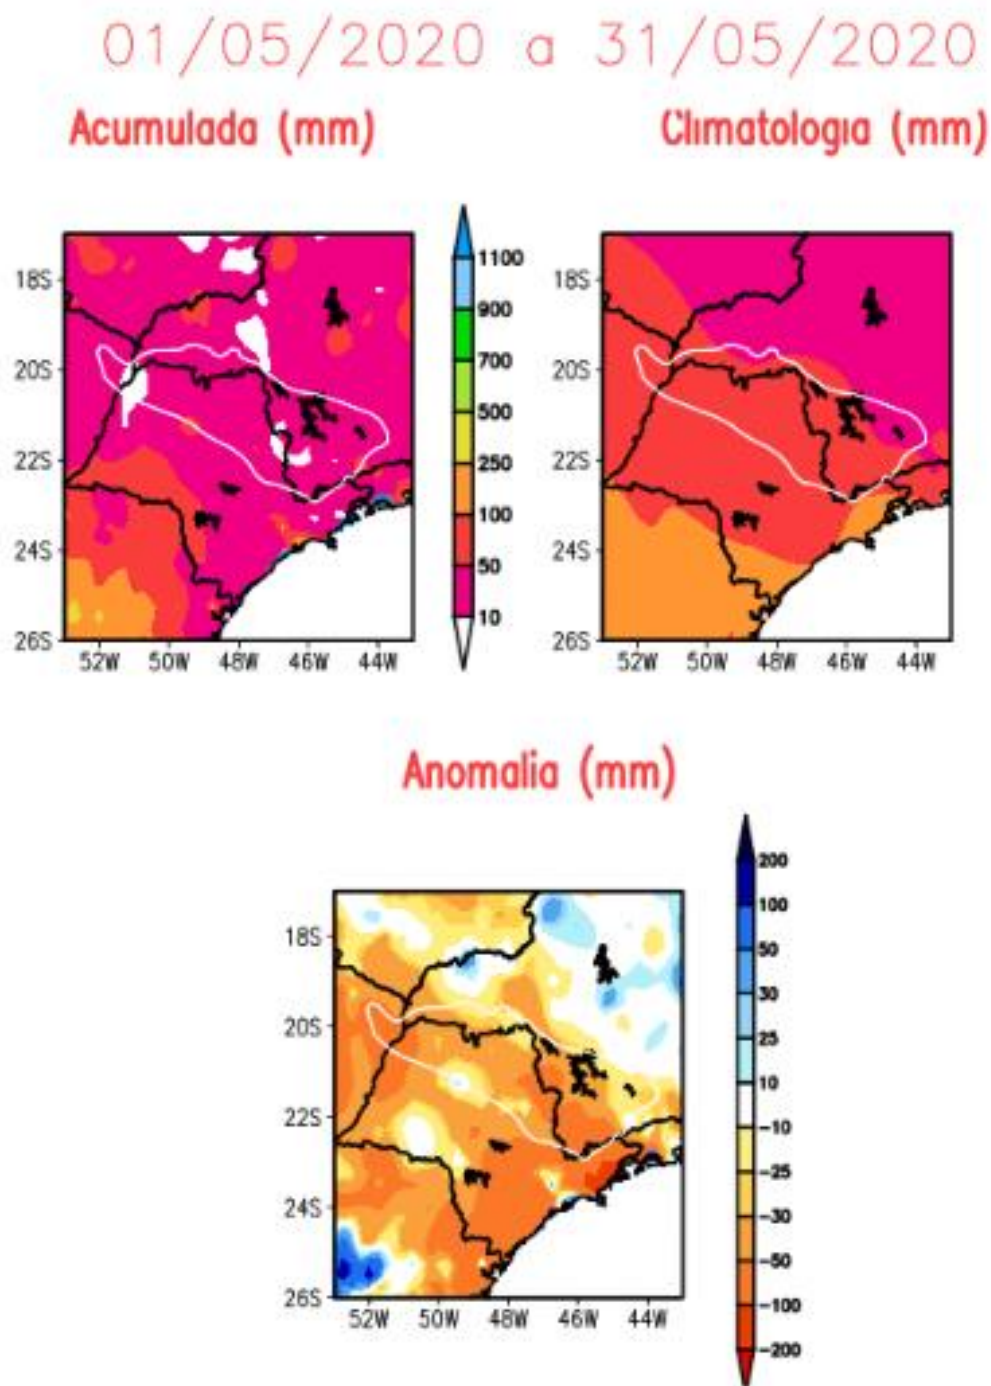 01/05/2020 a 31/05/2020
Acumulada (mm)
Climatologia (mm)
18S
20S
22S
24S
26S
52W 50W 48W 46W 44W
1100
900
700
500
250
100
50
10
18S
20S
22S
24S
26S
52W 50W 48W 46W 44W
Anomalia (mm)
18S
20S
22S
24S
26S
52W 50W 48W 46W 44W
200
100
50
30
25
10
-10
-25
-30
-50
-100
-200